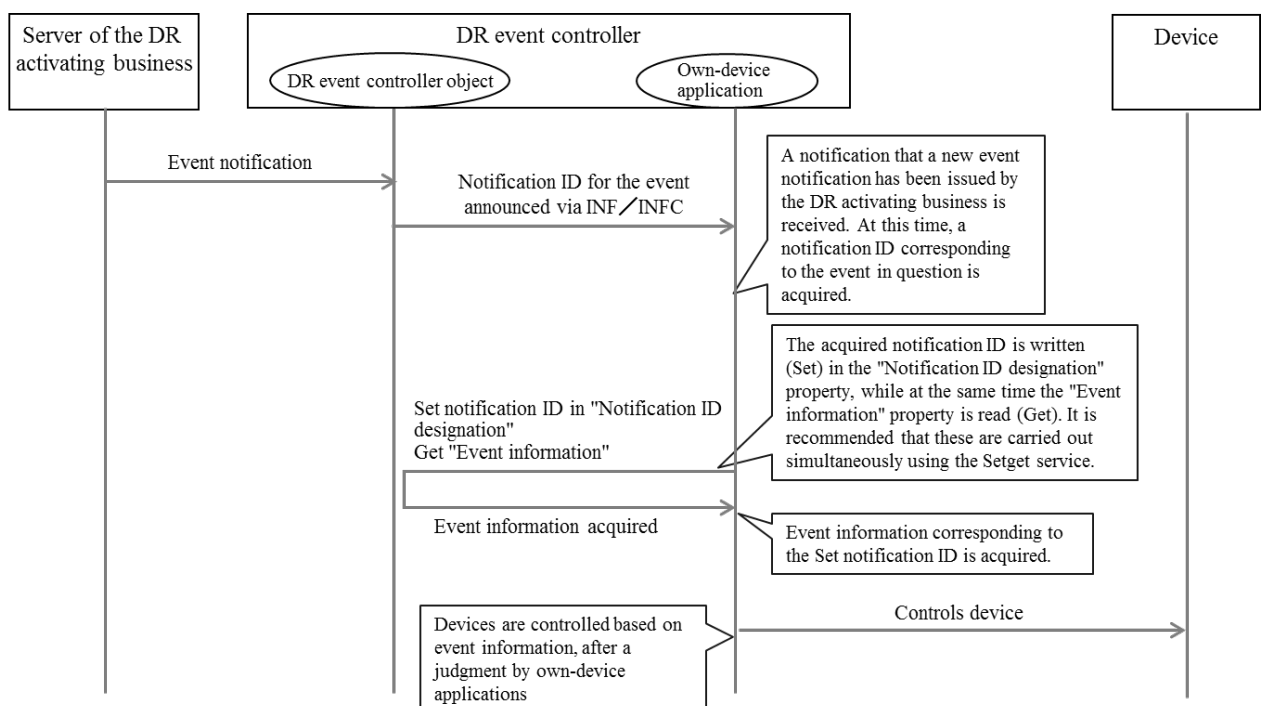 Server of the DR
activating business
DR event controller
DR event controller object
Own-device
application
Device
Event notification
Notification ID for the event
announced via INF／INFC
A notification that a new event
notification has been issued by
the DR activating business is
received. At this time, a
notification ID corresponding
to the event in question is
acquired.
The acquired notification ID is written
(Set) in the "Notification ID designation"
property, while at the same time the "Event
information" property is read (Get). It is
recommended that these are carried out
simultaneously using the Setget service.
Set notification ID in "Notification ID
designation"
Get "Event information"
Event information acquired
Event information corresponding to
the Set notification ID is acquired.
Controls device
Devices are controlled based on
event information, after a
judgment by own-device
applications